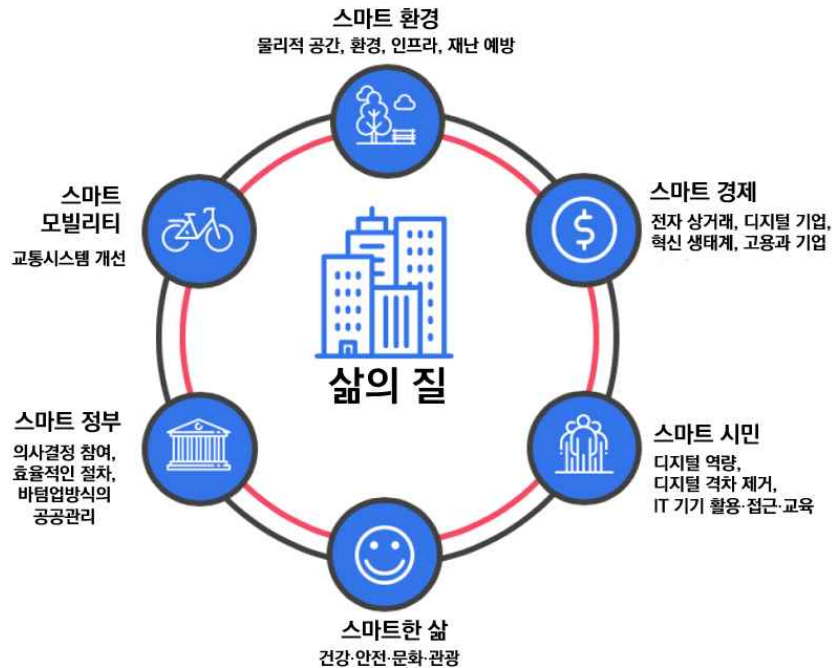 스마트 환경
물리적 공간, 환경, 인프라, 재난 예방
스마트
모빌리티
교통시스템 개선
스마트 경제
전자 상거래, 디지털 기업,
혁신 생태계, 고용과 기업
삶의 질
스마트 정부
의사결정 참여,
효율적인 절차,
바텀업방식의
공공관리
스마트 시민
디지털 역량,
디지털 격차 제거,
IT 기기 활용·접근·교육
스마트한 삶
건강·안전·문화·관광